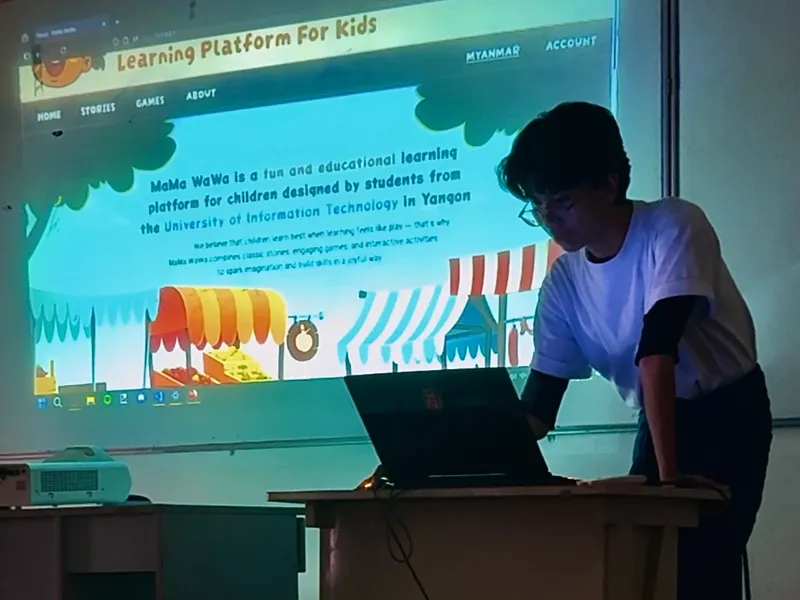 Learning Platform For Kids
MYANMAR ACCOUNT
HOME STORIES GAMES ABOUT
MaMa WaWa is a fun and educational learning
platform for children designed by students from
the University of Information Technology in Yangon
We believe that children learn best when learning feels like play — that's why
MaMa WaWa combines classic stories, engaging games, and interactive activities
to spark imagination and build skills in a joyful way.